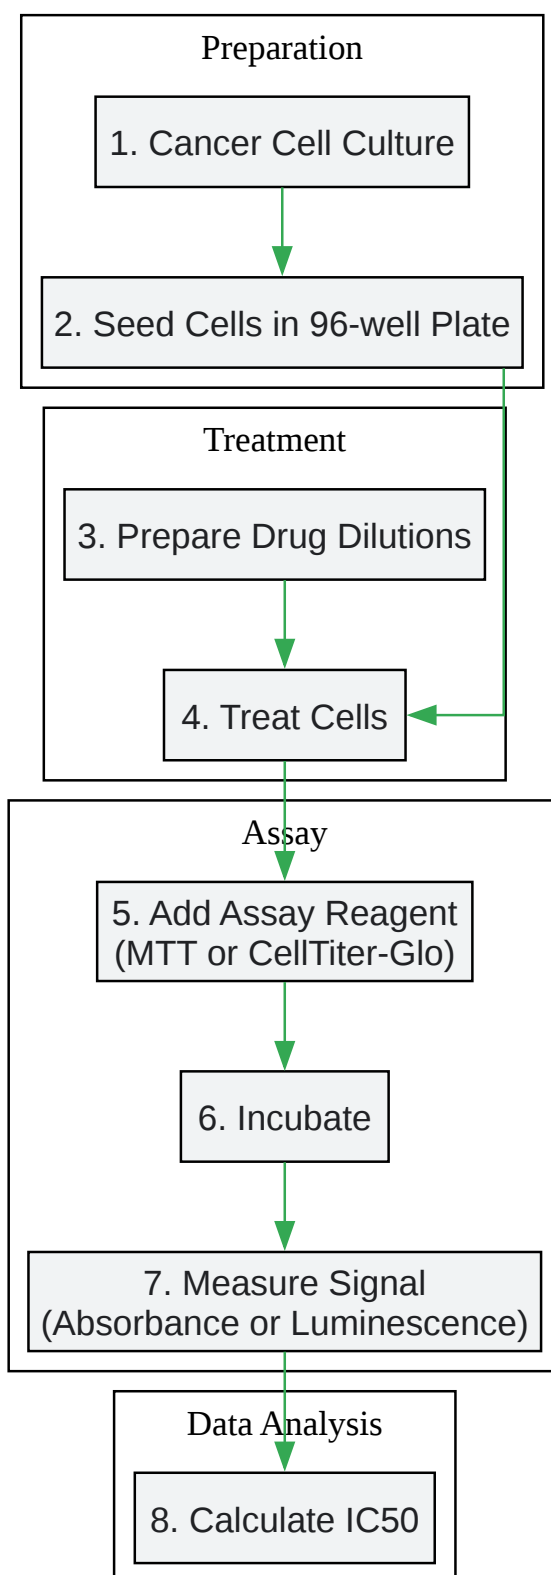 Preparation
1. Cancer Cell Culture
2. Seed Cells in 96-well Plate
Treatment
3. Prepare Drug Dilutions
4. Treat Cells
Assay
5. Add Assay Reagent
(MTT or CellTiter-Glo)
6. Incubate
7. Measure Signal
(Absorbance or Luminescence)
Data Analysis
8. Calculate IC50